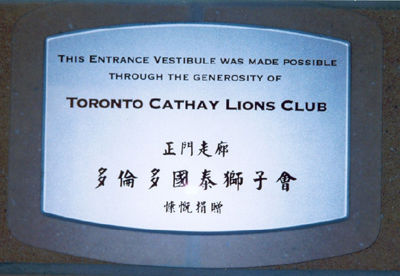 THIS ENTRANCE VESTIBULE WAS MADE POSSIBLE
THROUGH THE GENEROSITY OF
TORONTO CATHAY LIONS CLUB
正門走廊
多倫多國泰獅子會
慷慨捐贈